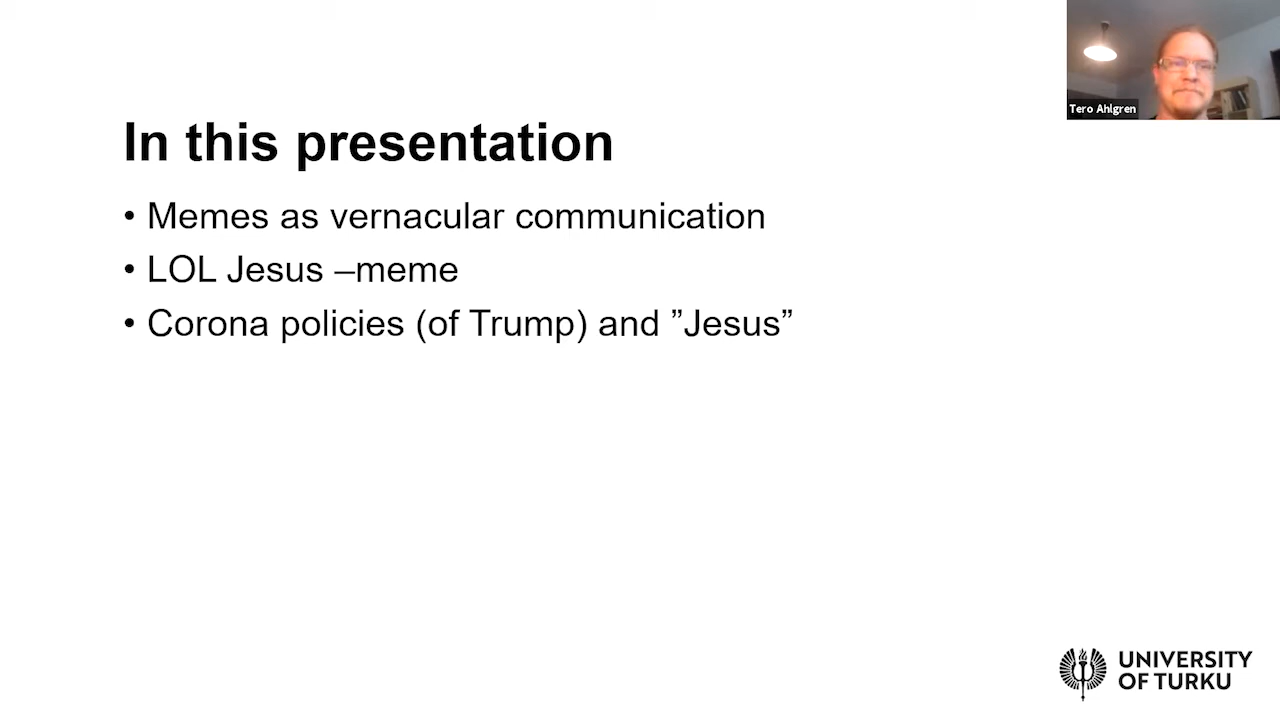 Tero Ahlgren
In this presentation
• Memes as vernacular communication
• LOL Jesus –meme
• Corona policies (of Trump) and ”Jesus”
UNIVERSITY
OF TURKU